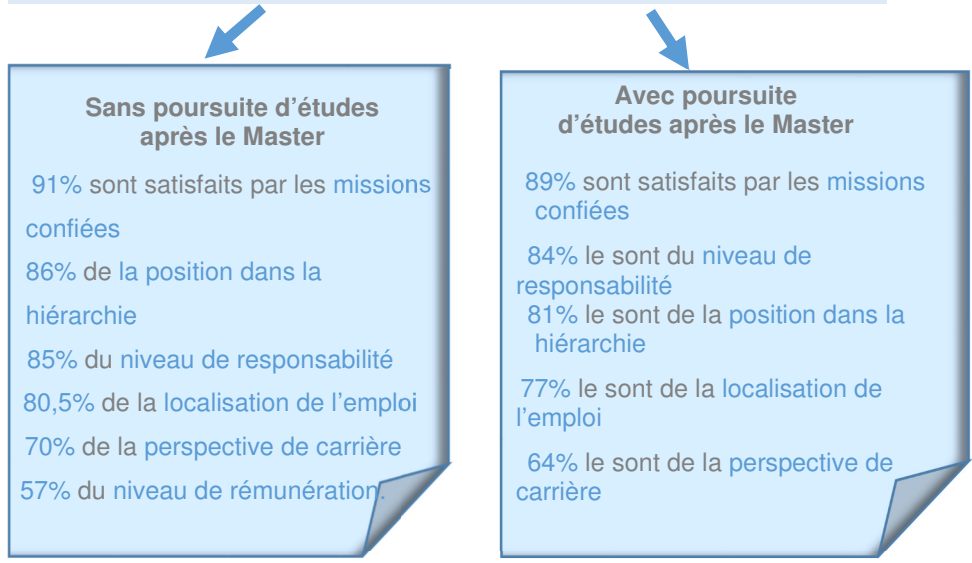 Sans poursuite d'études
après le Master
91% sont satisfaits par les missions
confiées
86% de la position dans la
hiérarchie
85% du niveau de responsabilité
80,5% de la localisation de l'emploi
70% de la perspective de carrière
57% du niveau de rémunération.
Avec poursuite
d'études après le Master
89% sont satisfaits par les missions
confiées
84% le sont du niveau de
responsabilité
81% le sont de la position dans la
hiérarchie
77% le sont de la localisation de
l'emploi
64% le sont de la perspective de
carrière